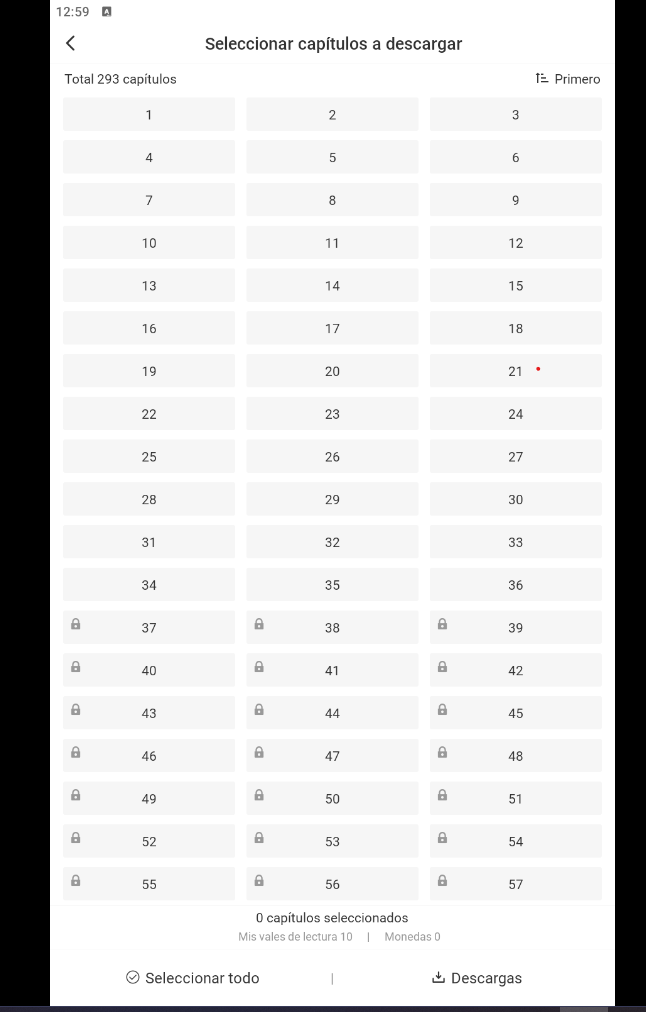 12:59
Seleccionar capítulos a descargar
Total 293 capítulos Primero
1 2 3
4 5 6
7 8 9
10 11 12
13 14 15
16 17 18
19 20 21
22 23 24
25 26 27
28 29 30
31 32 33
34 35 36
37 38 39
40 41 42
43 44 45
46 47 48
49 50 51
52 53 54
55 56 57
0 capítulos seleccionados
Mis vales de lectura 10 | Monedas 0
Seleccionar todo | Descargas